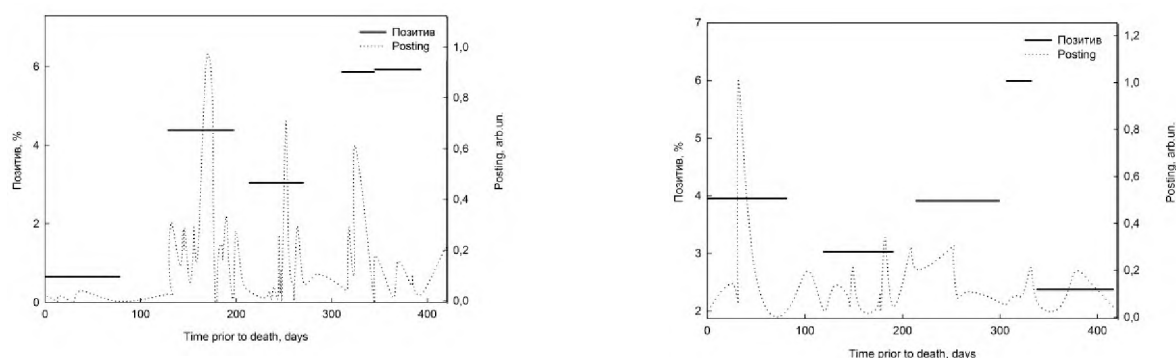 Позитив
Posting
Позитив, %
6
4
2
0
1,0
0,8
0,6
0,4
0,2
0,0
Posting, arb.un.
0 100 200 300 400
Time prior to death, days
Позитив
Posting
Позитив, %
7
6
5
4
3
2
1,2
1,0
0,8
0,6
0,4
0,2
0,0
Posting, arb.un.
0 100 200 300 400
Time prior to death, days